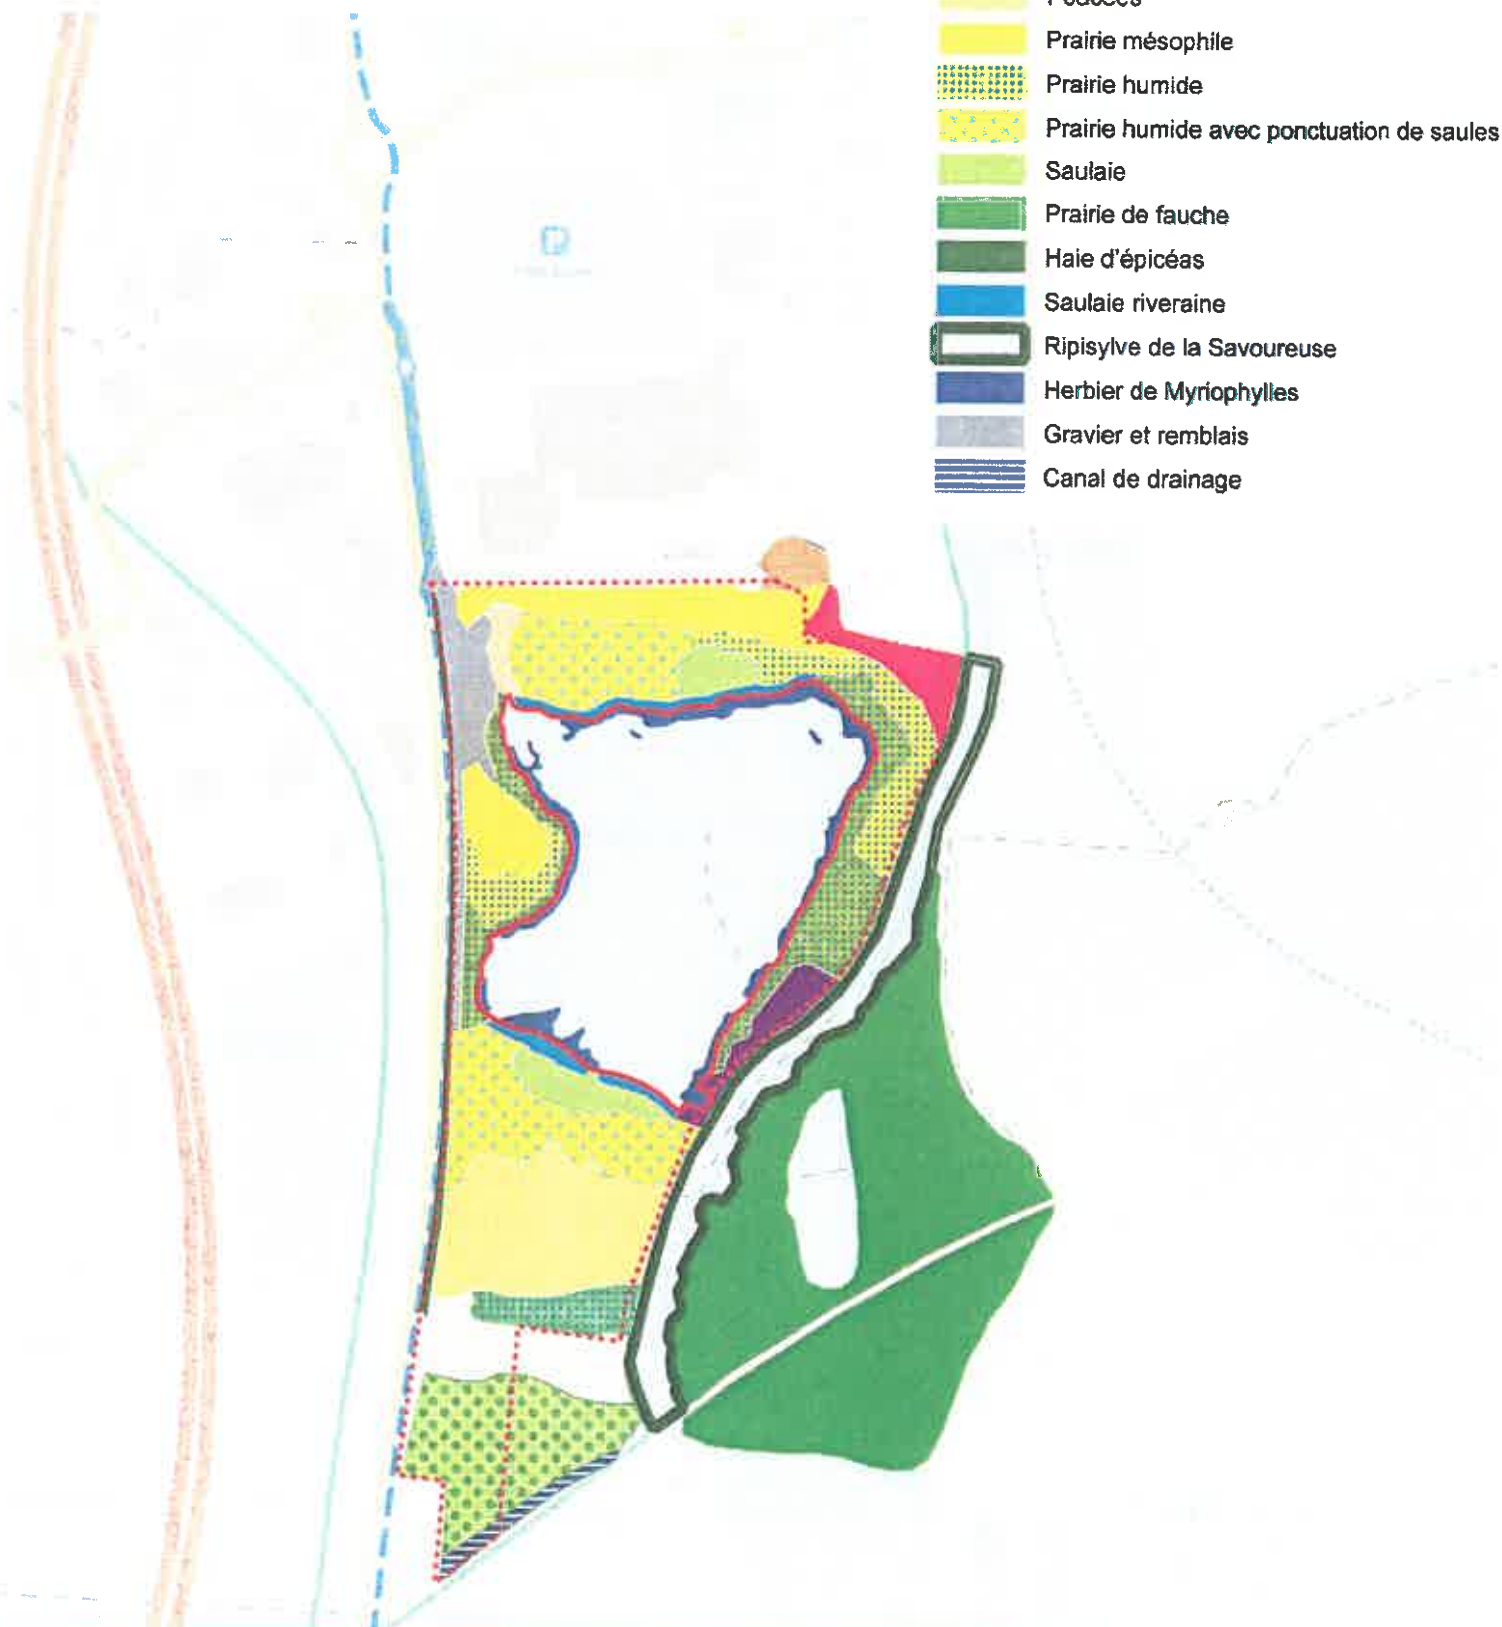 Prairie mésophile
Prairie humide
Prairie humide avec ponctuation de saules
Saulaie
Prairie de fauche
Haie d'épicéas
Saulaie riveraine
Ripisylve de la Savoureuse
Herbier de Myriophylles
Gravier et remblais
Canal de drainage